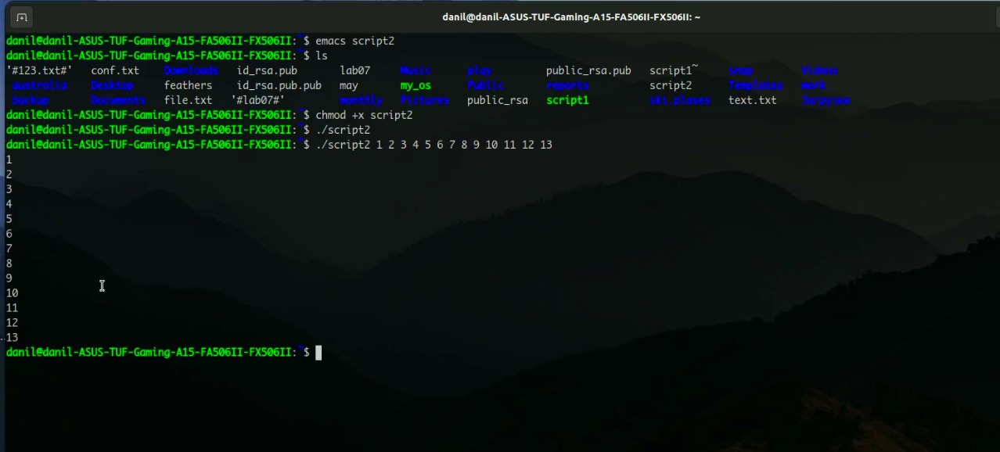 danil@danil-ASUS-TUF-Gaming-A15-FA506II-FX506II: ~
danil@danil-ASUS-TUF-Gaming-A15-FA506II-FX506II:~$ emacs script2
danil@danil-ASUS-TUF-Gaming-A15-FA506II-FX506II:~$ ls
'#123.txt#' conf.txt Downloads id_rsa.pub lab07 Music play public_rsa.pub script1~ snap Videos
australia Desktop feathers id_rsa.pub.pub may my_os Public reports script2 Templates work
backup Documents file.txt '#lab07#' monthly Pictures public_rsa script1 ski.plases text.txt Загрузки
danil@danil-ASUS-TUF-Gaming-A15-FA506II-FX506II:~$ chmod +x script2
danil@danil-ASUS-TUF-Gaming-A15-FA506II-FX506II:~$ ./script2
danil@danil-ASUS-TUF-Gaming-A15-FA506II-FX506II:~$ ./script2 1 2 3 4 5 6 7 8 9 10 11 12 13
1
2
3
4
5
6
7
8
9
10
11
12
13
danil@danil-ASUS-TUF-Gaming-A15-FA506II-FX506II:~$